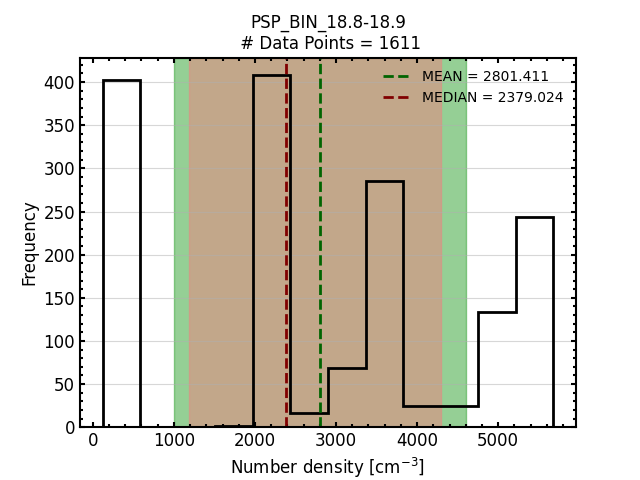 PSP_BIN_18.8-18.9
# Data Points = 1611
MEAN = 2801.411
MEDIAN = 2379.024
Frequency
400
350
300
250
200
150
100
50
0
0 1000 2000 3000 4000 5000
Number density [cm⁻³]